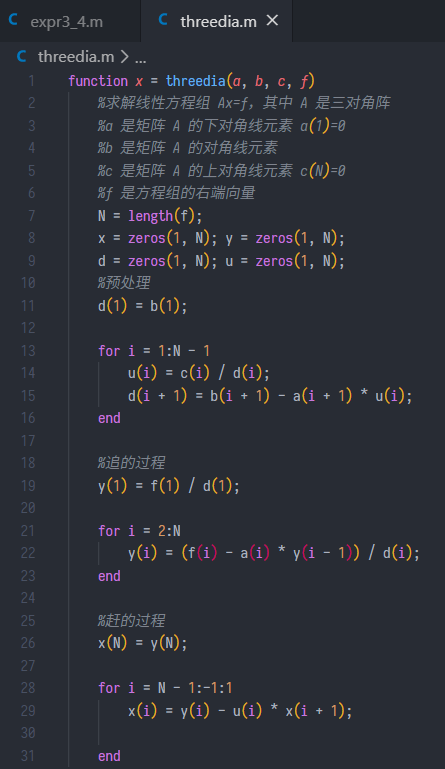 expr3_4.m
threedia.m ×
threedia.m > ...
1 function x = threedia(a, b, c, f)
2 %求解线性方程组 Ax=f, 其中 A 是三对角阵
3 %a 是矩阵 A 的下对角线元素 a(1)=0
4 %b 是矩阵 A 的对角线元素
5 %c 是矩阵 A 的上对角线元素 c(N)=0
6 %f 是方程组的右端向量
7 N = length(f);
8 x = zeros(1, N); y = zeros(1, N);
9 d = zeros(1, N); u = zeros(1, N);
10 %预处理
11 d(1) = b(1);
12
13 for i = 1:N - 1
14 u(i) = c(i) / d(i);
15 d(i + 1) = b(i + 1) - a(i + 1) * u(i);
16 end
17
18 %追的过程
19 y(1) = f(1) / d(1);
20
21 for i = 2:N
22 y(i) = (f(i) - a(i) * y(i - 1)) / d(i);
23 end
24
25 %赶的过程
26 x(N) = y(N);
27
28 for i = N - 1:-1:1
29 x(i) = y(i) - u(i) * x(i + 1);
30
31 end